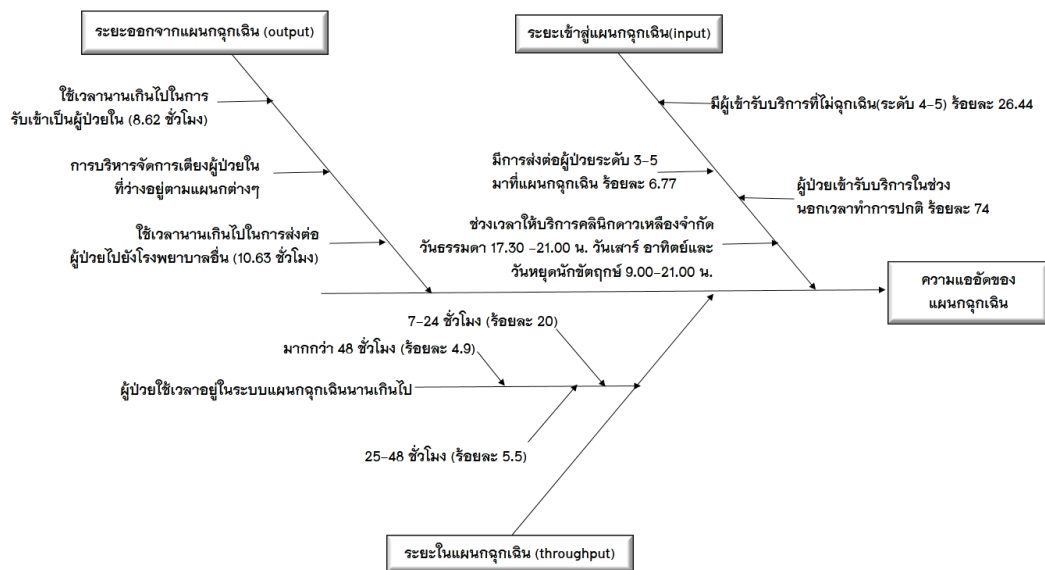 ระยะออกจากแผนกฉุกเฉิน (output)
ใช้เวลานานเกินไปในการ
รับเข้าเป็นผู้ป่วยใน (8.62 ชั่วโมง)
การบริหารจัดการเตียงผู้ป่วยใน
ที่ว่างอยู่ตามแผนกต่างๆ
ใช้เวลานานเกินไปในการส่งต่อ
ผู้ป่วยไปยังโรงพยาบาลอื่น (10.63 ชั่วโมง)
ระยะเข้าสู่แผนกฉุกเฉิน(input)
มีผู้เข้ารับบริการที่ไม่ฉุกเฉิน(ระดับ 4-5) ร้อยละ 26.44
มีการส่งต่อผู้ป่วยระดับ 3-5
มาที่แผนกฉุกเฉิน ร้อยละ 6.77
ผู้ป่วยเข้ารับบริการในช่วง
นอกเวลาทำการปกติ ร้อยละ 74
ช่วงเวลาให้บริการคลินิกดาวเหลืองจำกัด
วันธรรมดา 17.30 -21.00 น. วันเสาร์ อาทิตย์และ
วันหยุดนักขัตฤกษ์ 9.00-21.00 น.
ความแออัดของ
แผนกฉุกเฉิน
7-24 ชั่วโมง (ร้อยละ 20)
มากกว่า 48 ชั่วโมง (ร้อยละ 4.9)
ผู้ป่วยใช้เวลาอยู่ในระบบแผนกฉุกเฉินนานเกินไป
25-48 ชั่วโมง (ร้อยละ 5.5)
ระยะในแผนกฉุกเฉิน (throughput)